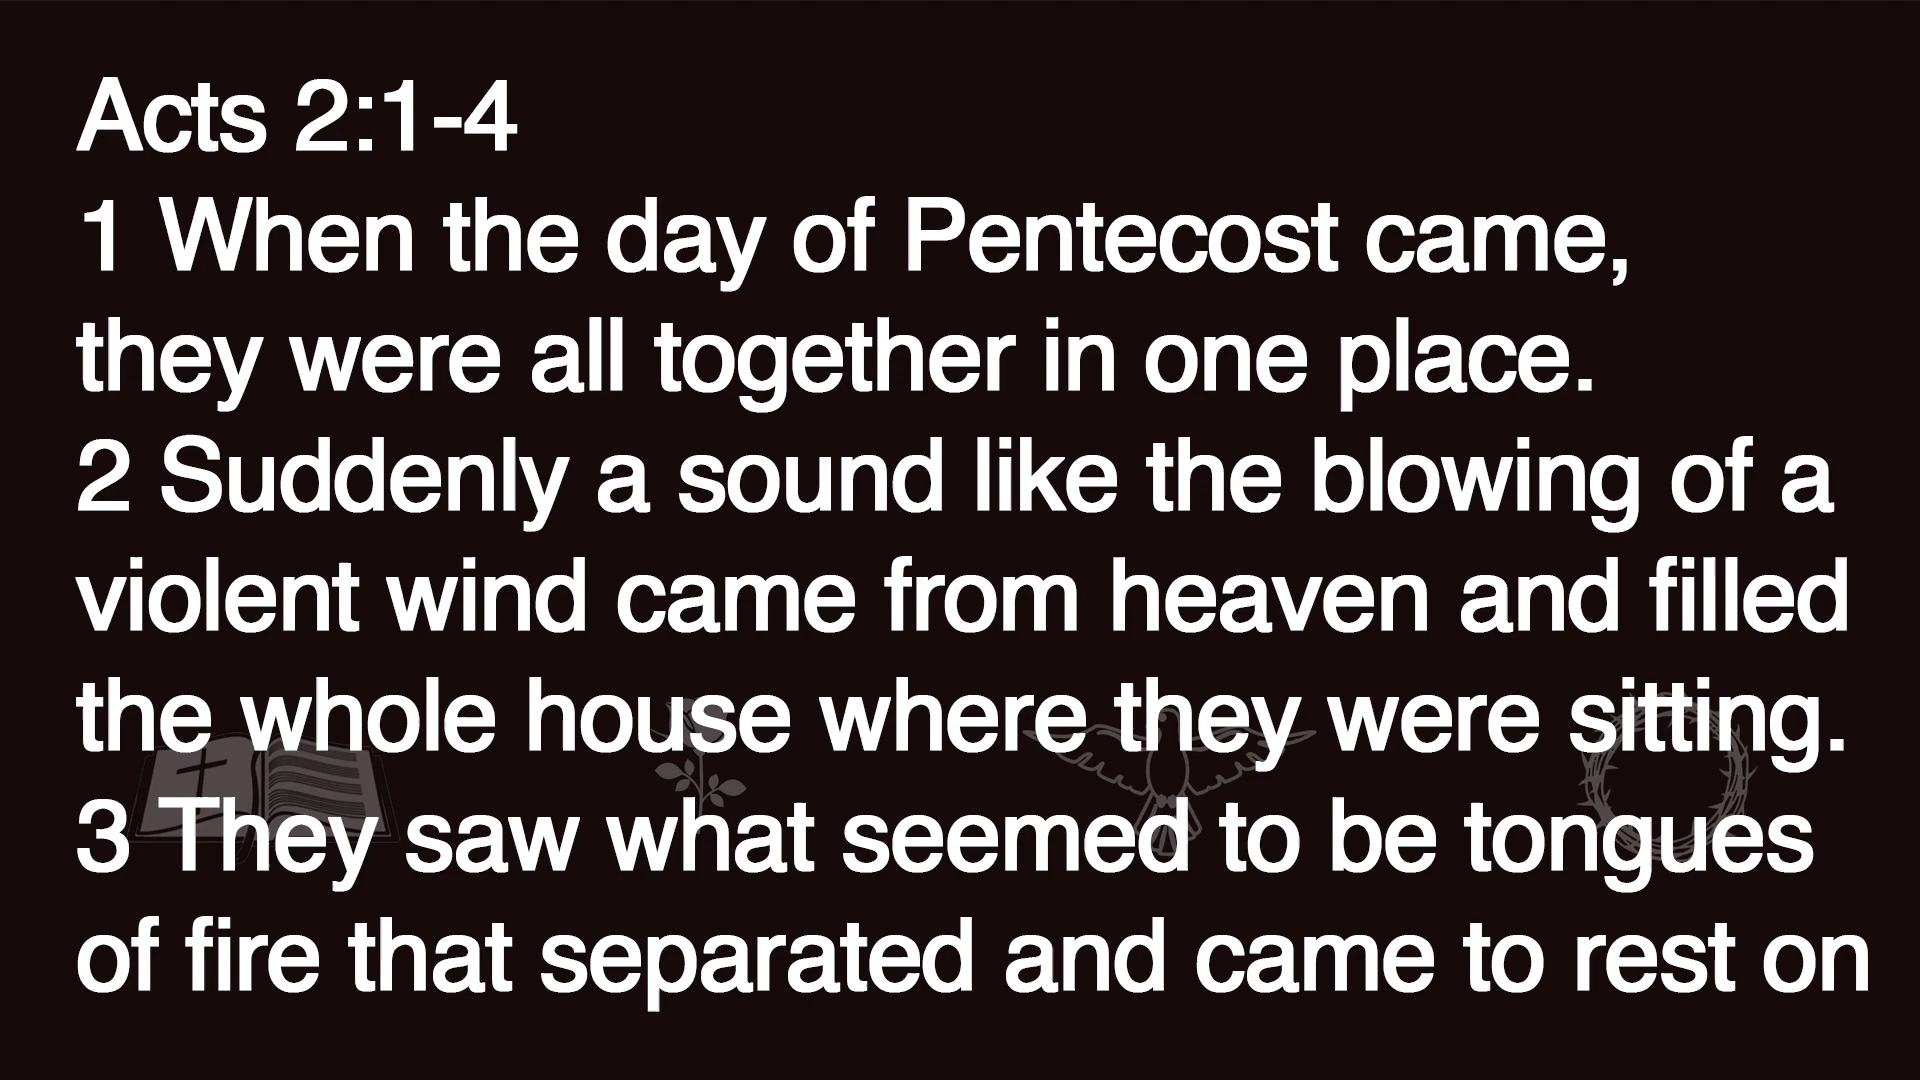 Acts 2:1-4
1 When the day of Pentecost came,
they were all together in one place.
2 Suddenly a sound like the blowing of a
violent wind came from heaven and filled
the whole house where they were sitting.
3 They saw what seemed to be tongues
of fire that separated and came to rest on